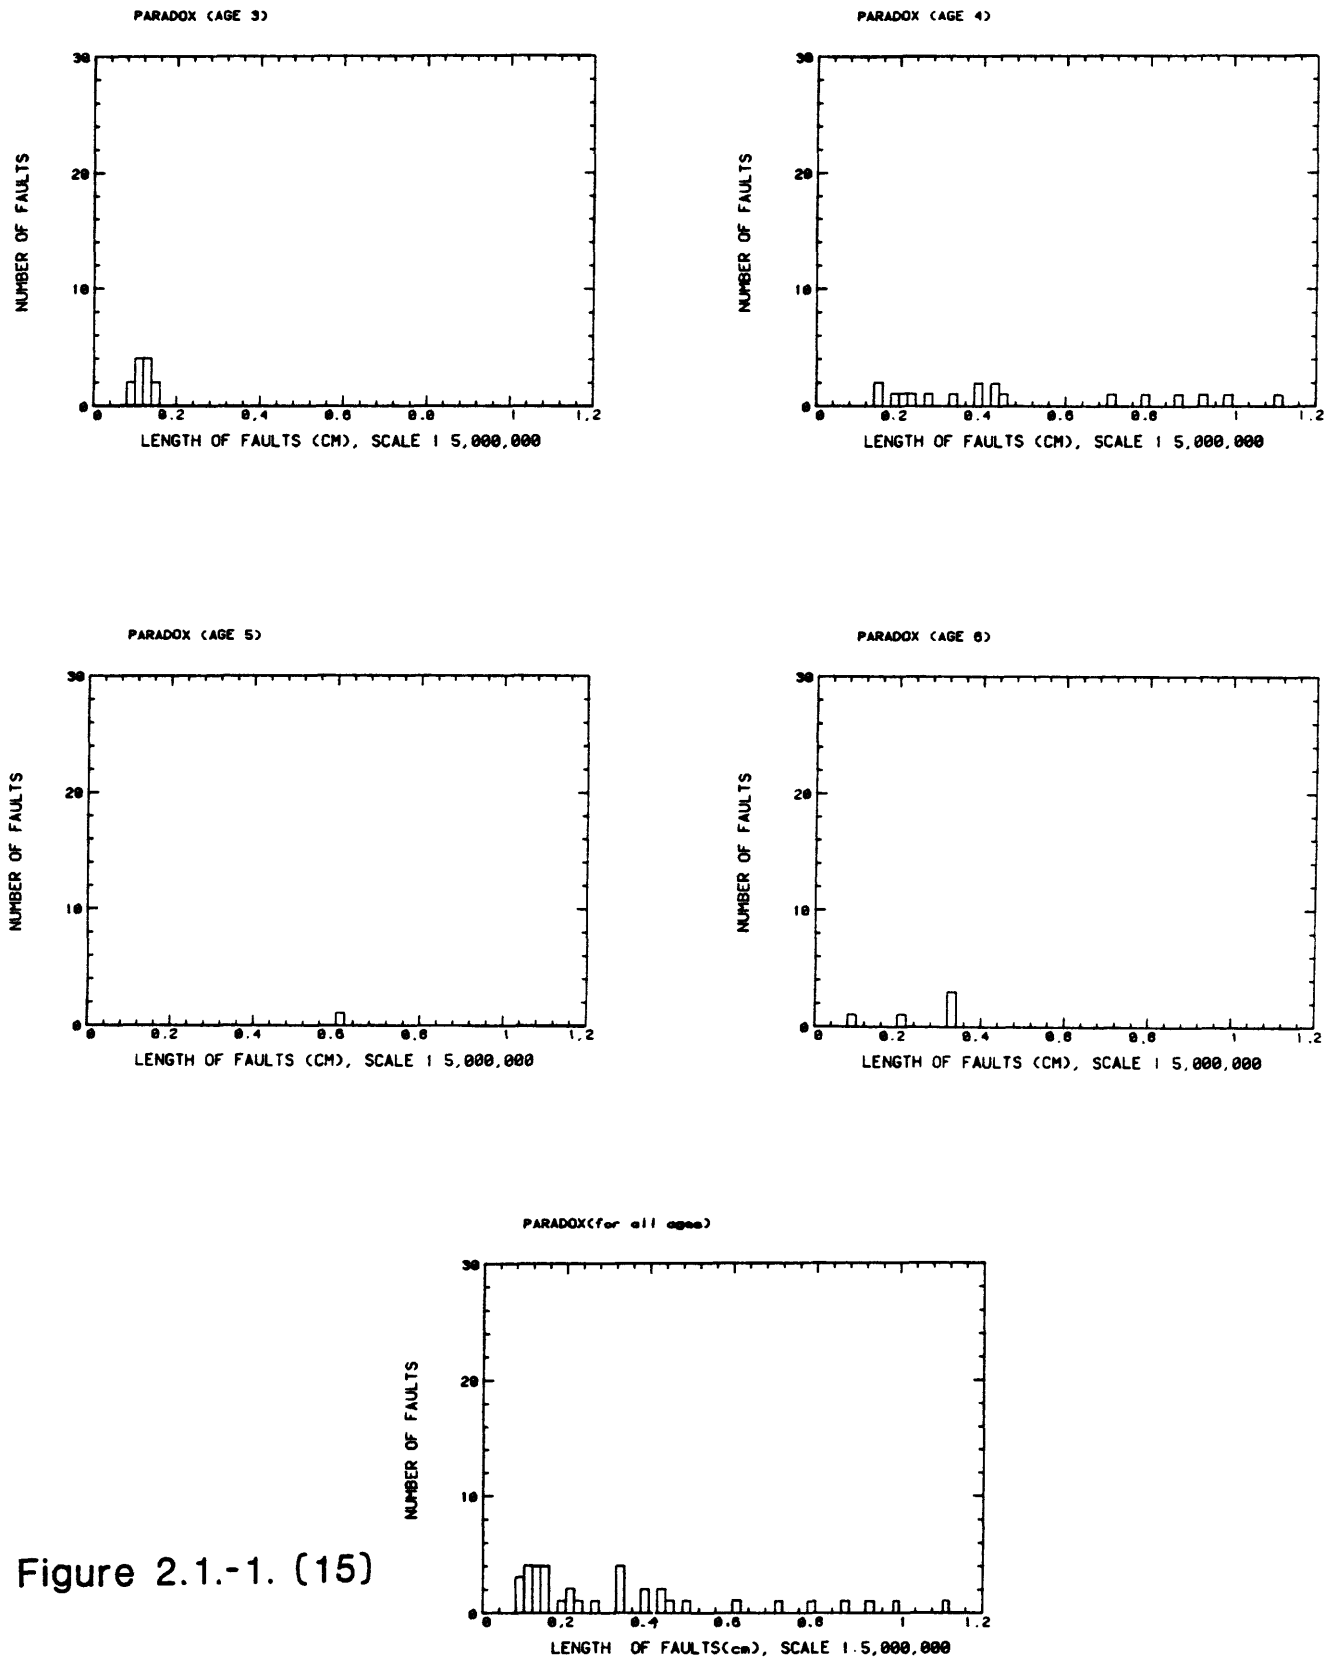 PARADOX (AGE 3)
30
20
10
0
NUMBER OF FAULTS
0 0.2 0.4 0.6 0.8 1 1.2
LENGTH OF FAULTS (CM), SCALE 1 5,000,000
PARADOX (AGE 4)
30
20
10
0
NUMBER OF FAULTS
0 0.2 0.4 0.6 0.8 1 1.2
LENGTH OF FAULTS (CM), SCALE 1 5,000,000
PARADOX (AGE 5)
30
20
10
0
NUMBER OF FAULTS
0 0.2 0.4 0.6 0.8 1 1.2
LENGTH OF FAULTS (CM), SCALE 1 5,000,000
PARADOX (AGE 6)
30
20
10
0
NUMBER OF FAULTS
0 0.2 0.4 0.6 0.8 1 1.2
LENGTH OF FAULTS (CM), SCALE 1 5,000,000
PARADOX(for all ages)
30
20
10
0
NUMBER OF FAULTS
0 0.2 0.4 0.6 0.8 1 1.2
LENGTH OF FAULTS(cm), SCALE 1:5,000,000
Figure 2.1.-1. (15)